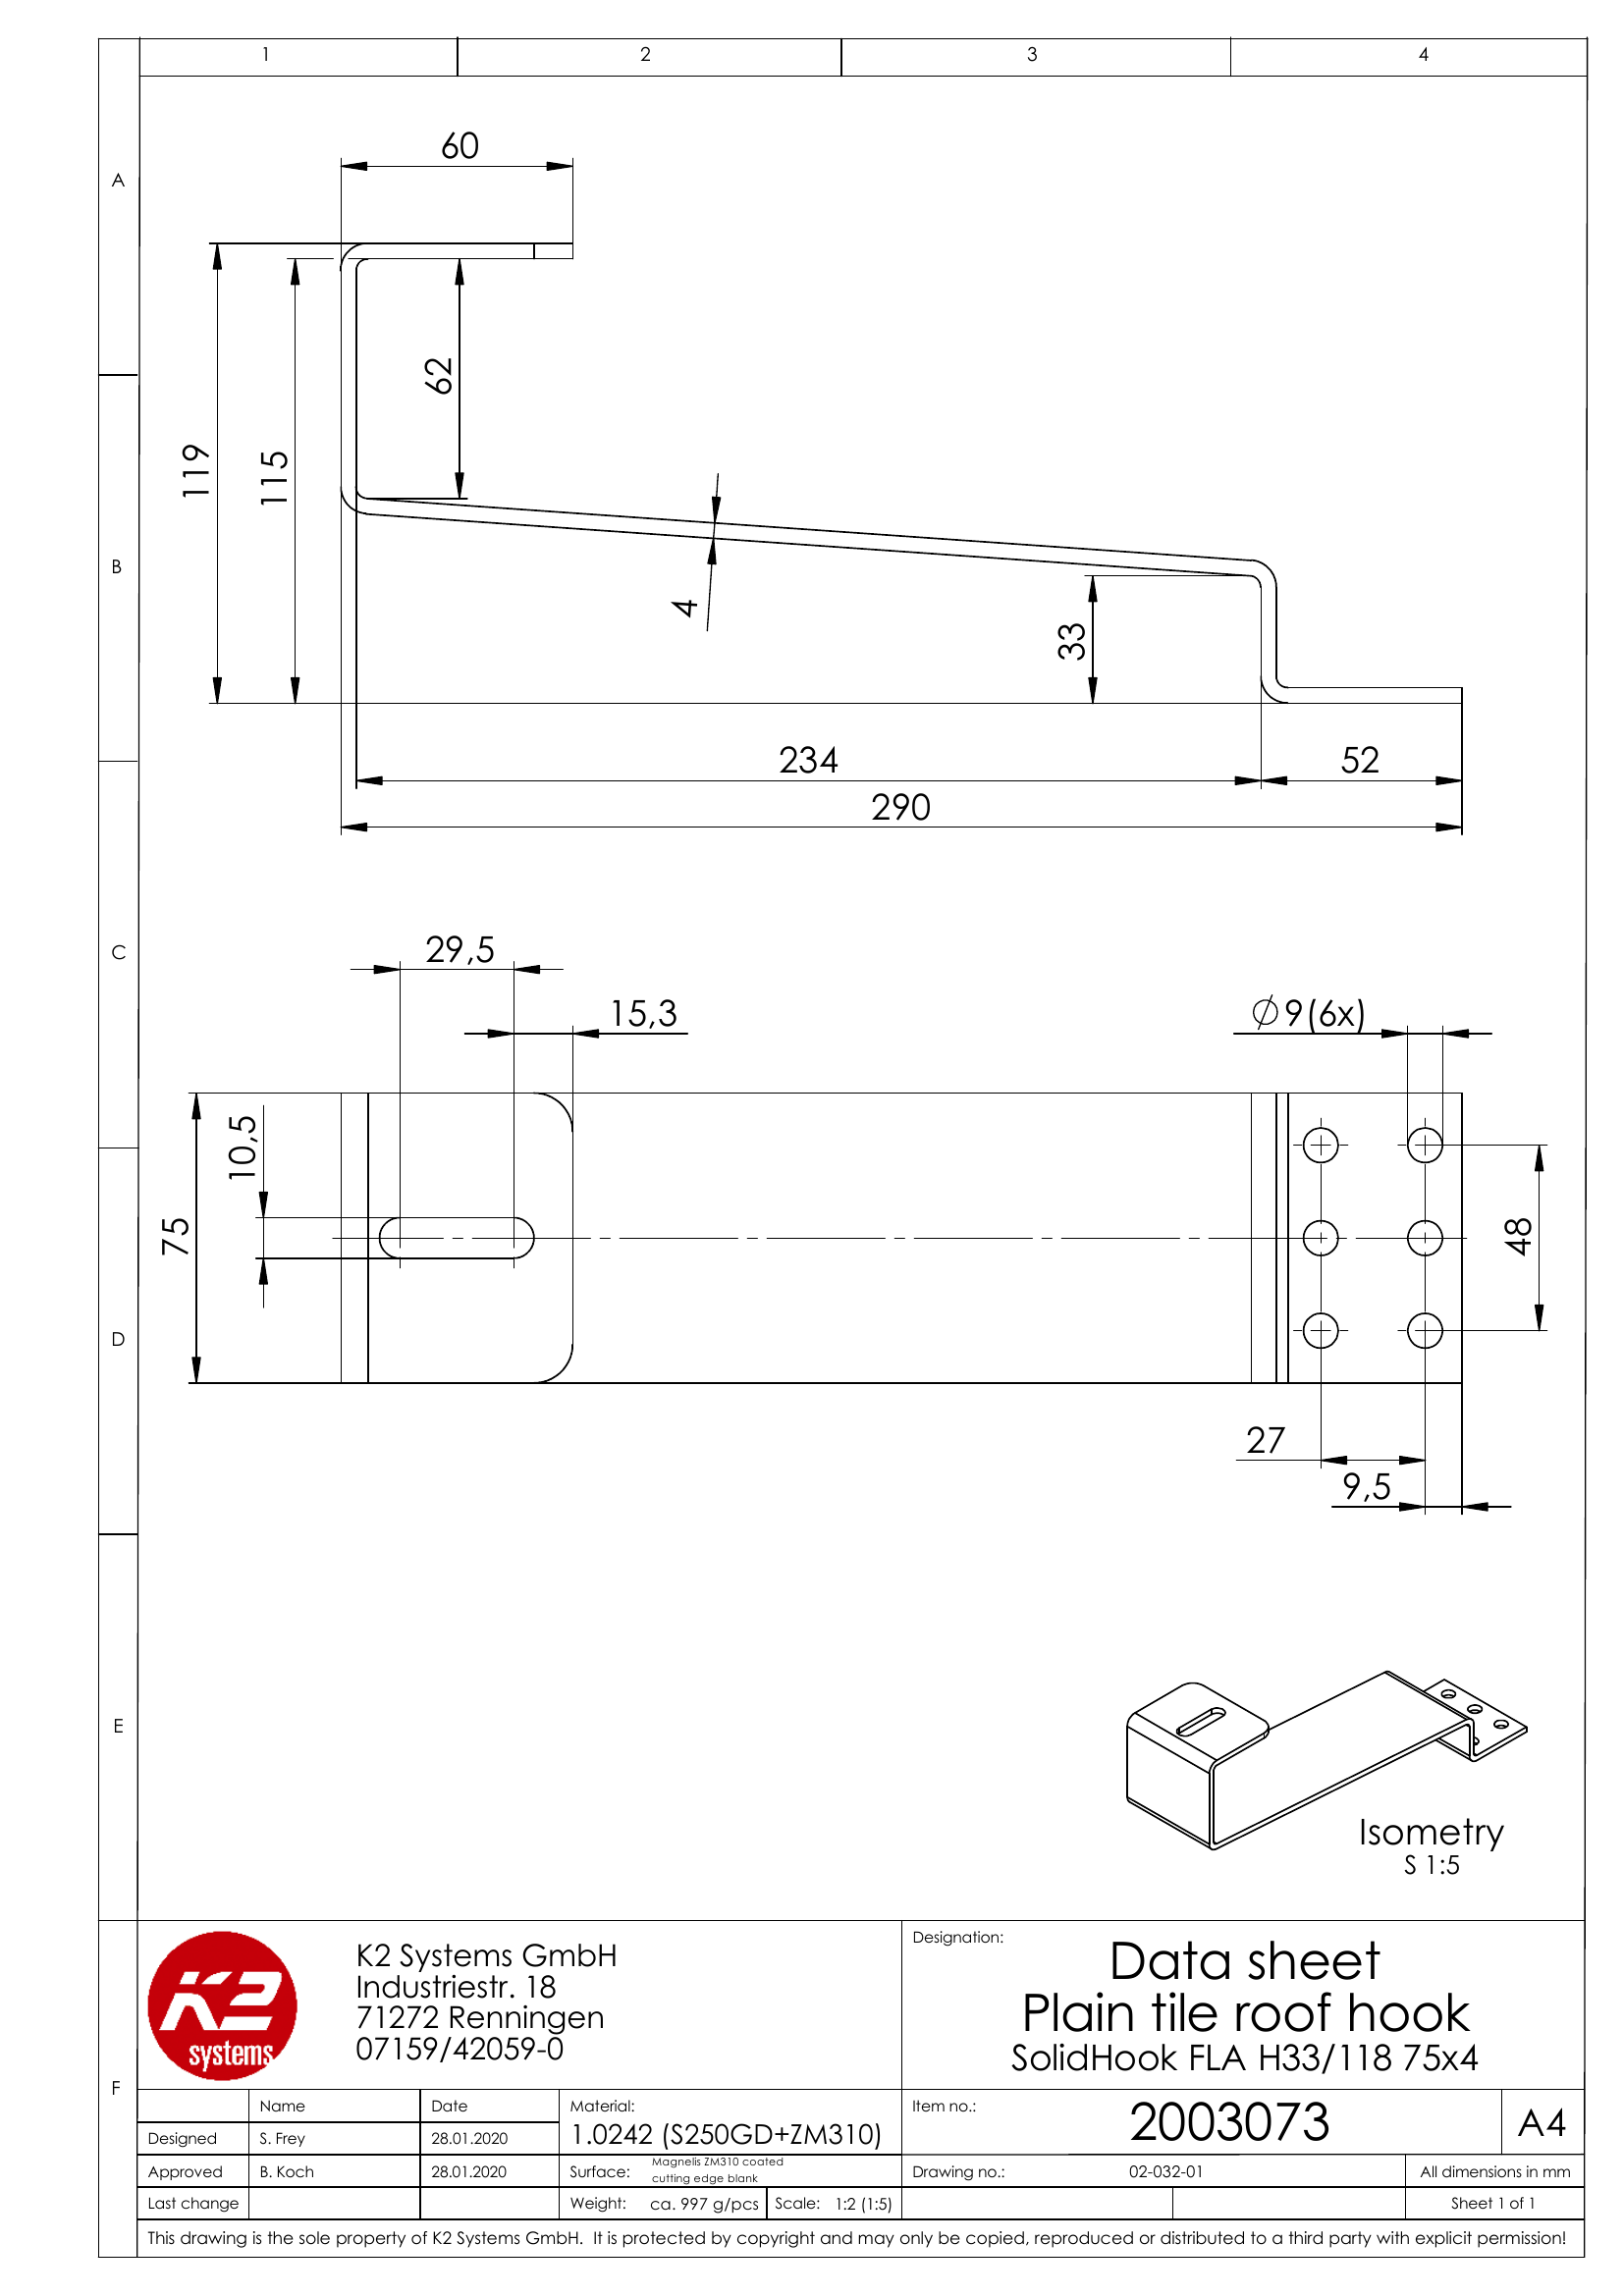 1 2 3 4
A
B
C
D
E
F
60
62
119
115
4
33
234
52
290
29,5
15,3
⌀9(6x)
10,5
75
48
27
9,5
Isometry
S 1:5
K2
systems
K2 Systems GmbH
Industriestr. 18
71272 Renningen
07159/42059-0
Designation:
Data sheet
Plain tile roof hook
SolidHook FLA H33/118 75x4
Name Date
Designed S. Frey 28.01.2020
Approved B. Koch 28.01.2020
Last change
Material:
1.0242 (S250GD+ZM310)
Surface: Magnelis ZM310 coated
cutting edge blank
Weight: ca. 997 g/pcs Scale: 1:2 (1:5)
Item no.:
2003073
A4
Drawing no.: 02-032-01 All dimensions in mm
Sheet 1 of 1
This drawing is the sole property of K2 Systems GmbH. It is protected by copyright and may only be copied, reproduced or distributed to a third party with explicit permission!